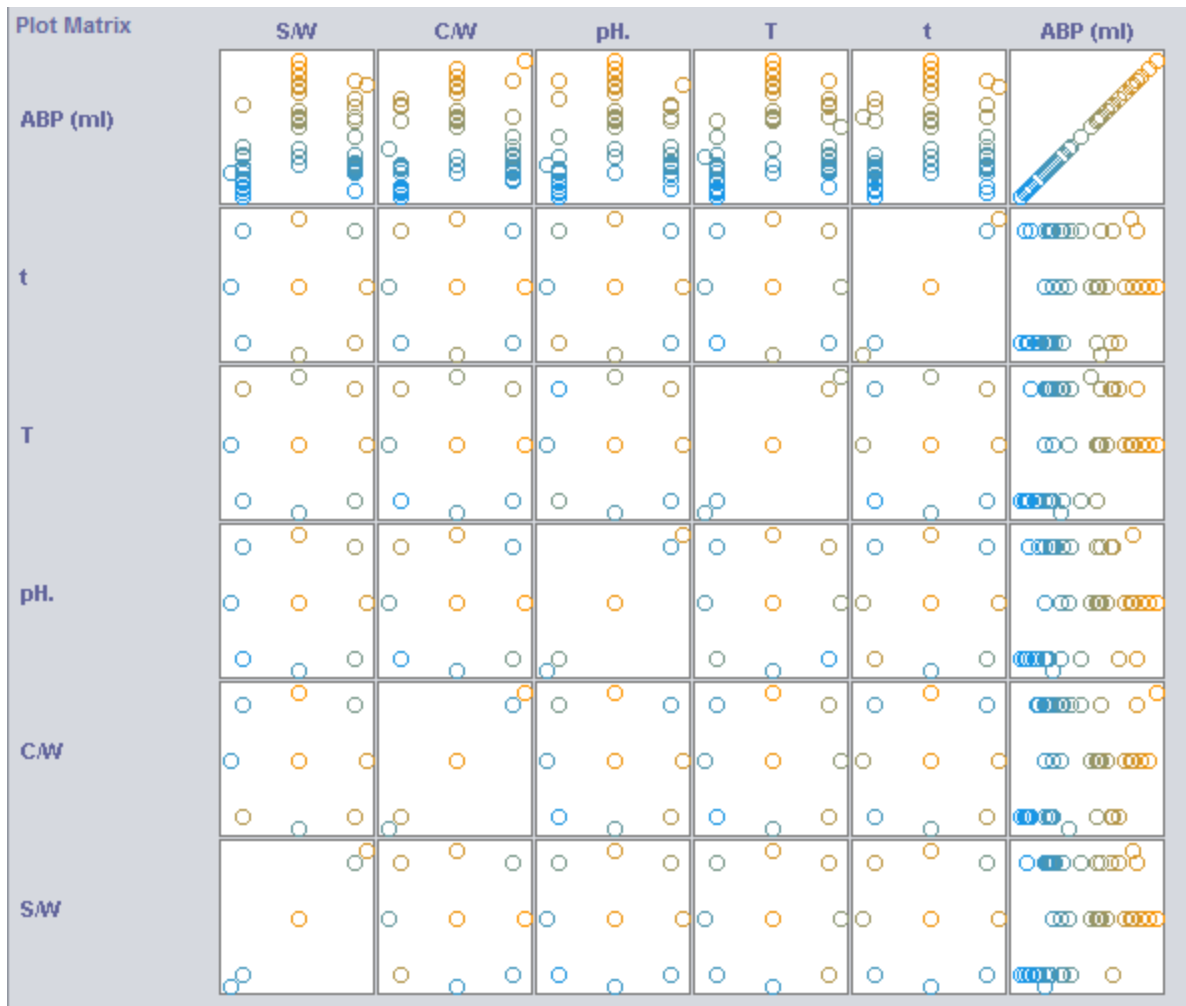 Plot Matrix S/W C/W pH. T t ABP (ml)
ABP (ml)
t
T
pH.
C/W
S/W